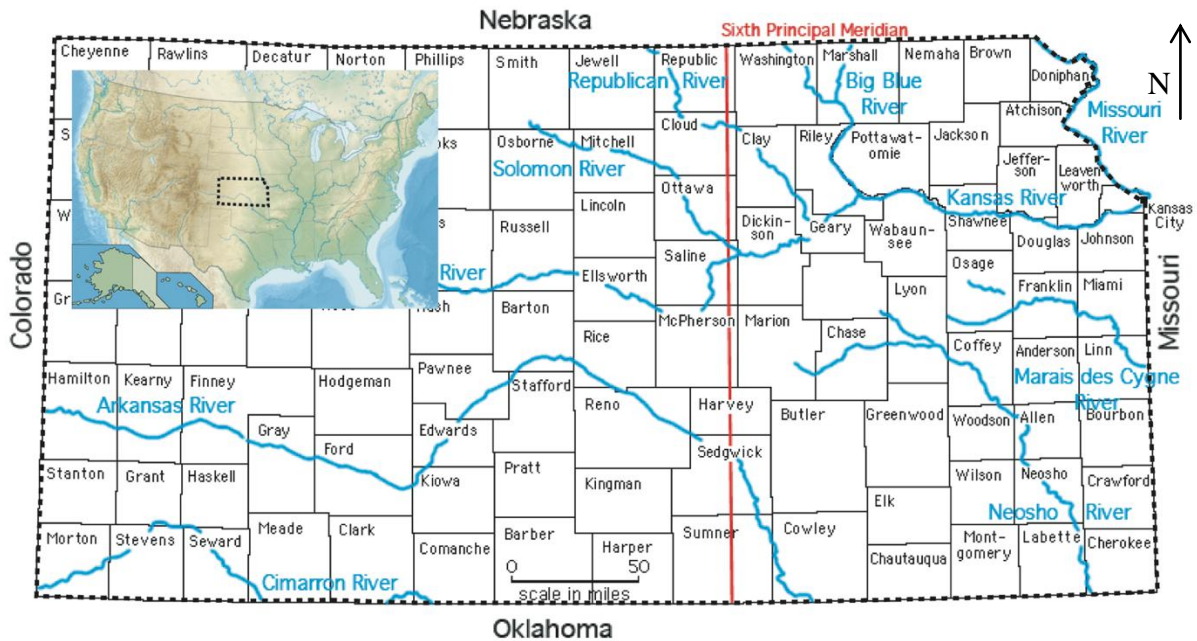 Nebraska
Sixth Principal Meridian
Cheyenne
Rawlins
Decatur
Norton
Phillips
Smith
Jewell
Republic
Washington
Marshall
Nemaha
Brown
Doniphan
N
Republican River
Big Blue
River
Missouri
River
Atchison
S
oks
Osborne
Mitchell
Cloud
Clay
Riley
Pottawat-
omie
Jackson
Jeffer-
son
Leaven
worth
Solomon River
Ottawa
Kansas River
Kansas
City
W
s
Russell
Lincoln
Dickin-
son
Geary
Wabaun-
see
Shawnee
Douglas
Johnson
Saline
Osage
River
Ellsworth
Lyon
Franklin
Miami
Colorado
Missouri
Gr
Barton
McPherson
Marion
Chase
Rice
Coffey
Anderson
Linn
Hamilton
Kearny
Finney
Hodgeman
Pawnee
Stafford
Marais des Cygne
River
Arkansas River
Reno
Harvey
Butler
Greenwood
Woodson
Allen
Bourbon
Gray
Ford
Edwards
Sedgwick
Stanton
Grant
Haskell
Kiowa
Pratt
Kingman
Wilson
Neosho
Crawford
Elk
Neosho River
Morton
Stevens
Seward
Meade
Clark
Comanche
Barber
Harper
Sumner
Cowley
Chautauqua
Mont-
gomery
Labette
Cherokee
Cimarron River
0 50
scale in miles
Oklahoma